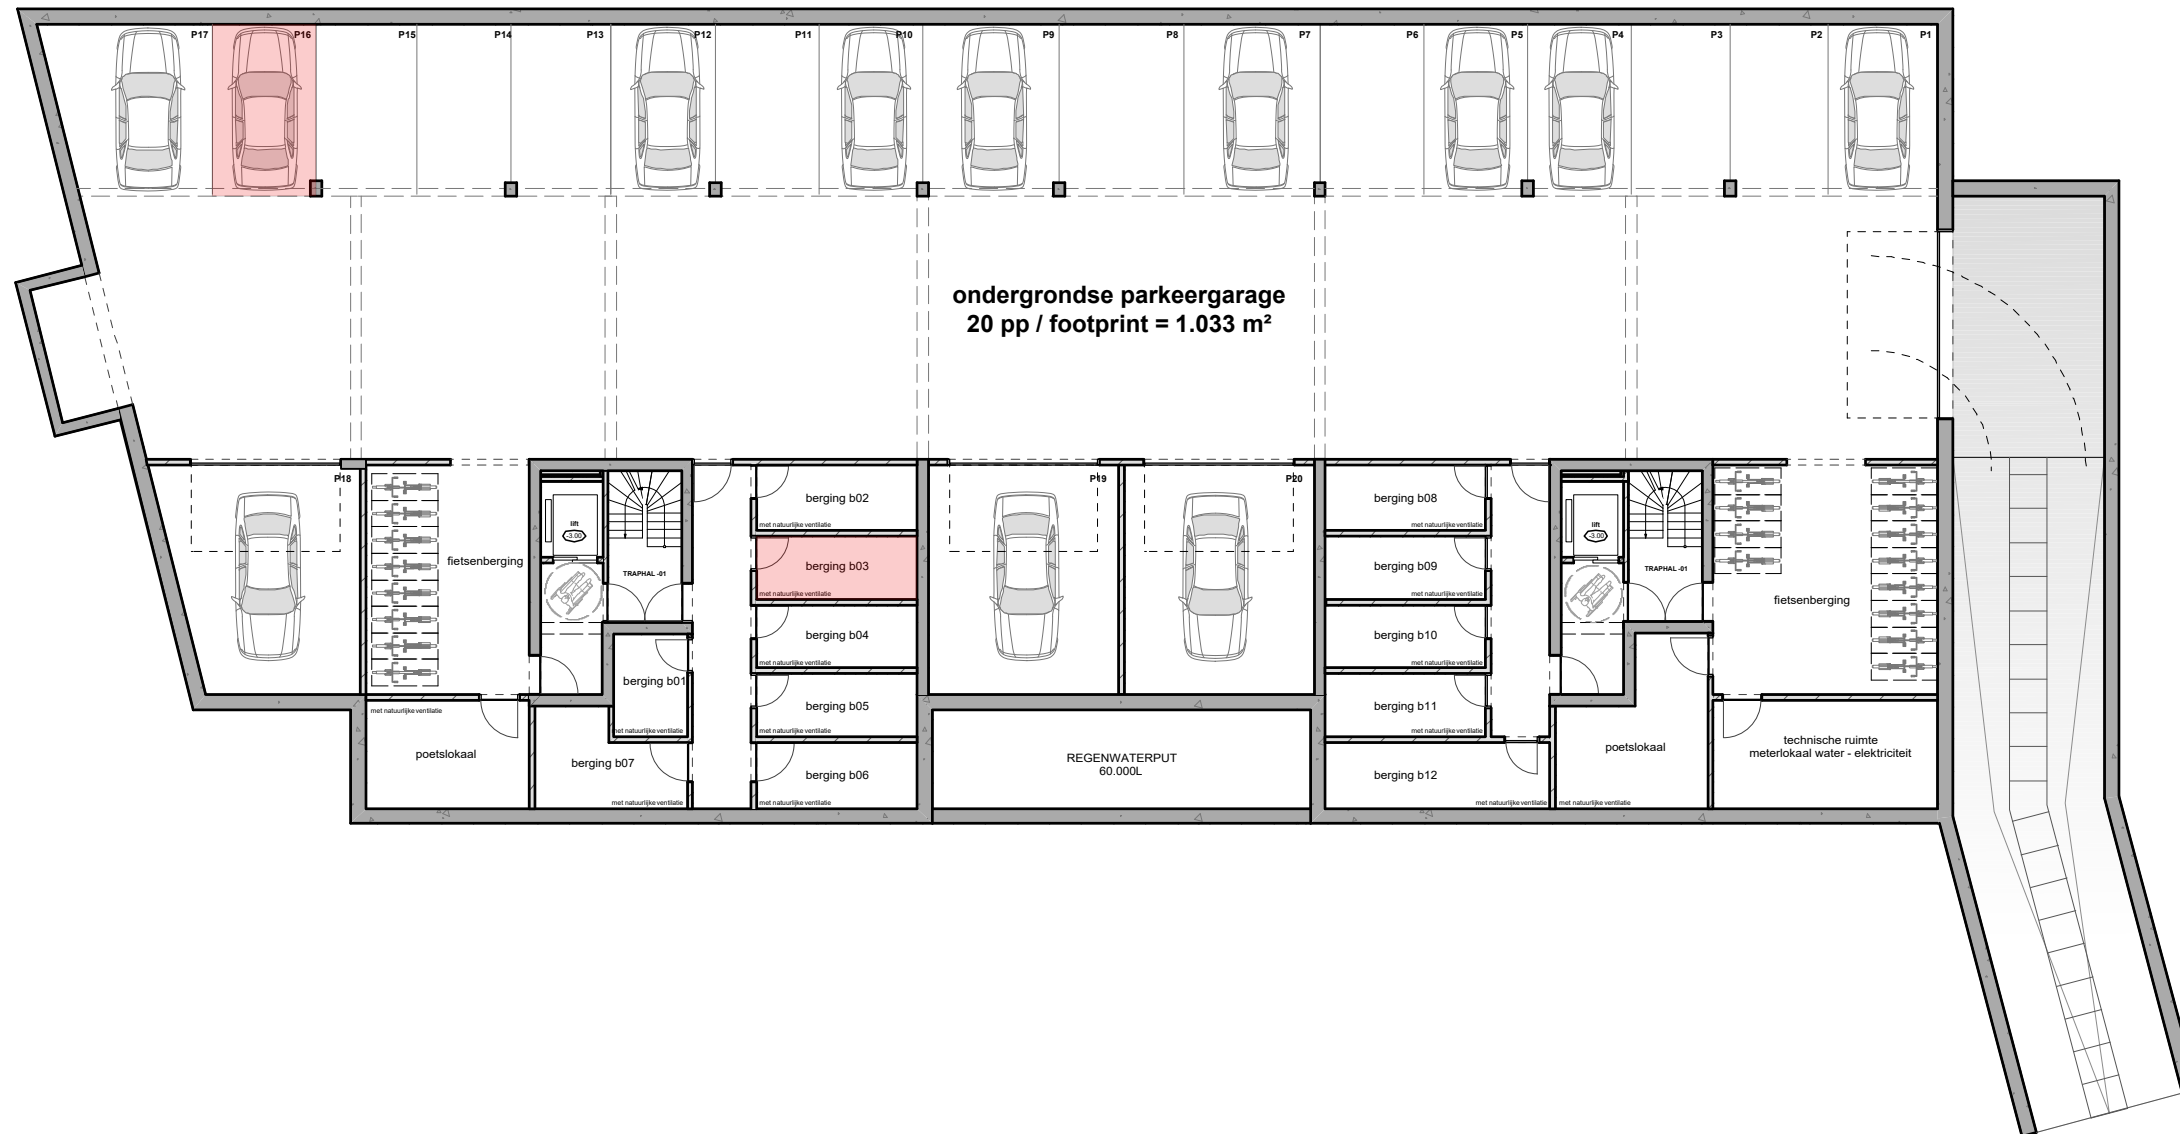 P17
P16
P15
P14
P13
P12
P11
P10
P9
P8
P7
P6
P5
P4
P3
P2
P1
ondergrondse parkeergarage
20 pp / footprint = 1.033 m²
P18
fietsenberging
lift
-3.00
TRAPHAL -01
berging b02
met natuurlijke ventilatie
berging b03
met natuurlijke ventilatie
berging b04
met natuurlijke ventilatie
berging b05
met natuurlijke ventilatie
berging b06
met natuurlijke ventilatie
berging b01
met natuurlijke ventilatie
berging b07
met natuurlijke ventilatie
met natuurlijke ventilatie
poetslokaal
P19
P20
REGENWATERPUT
60.000L
berging b08
met natuurlijke ventilatie
berging b09
met natuurlijke ventilatie
berging b10
met natuurlijke ventilatie
berging b11
met natuurlijke ventilatie
berging b12
met natuurlijke ventilatie
lift
-3.00
TRAPHAL -01
fietsenberging
poetslokaal
met natuurlijke ventilatie
technische ruimte
meterlokaal water - elektriciteit